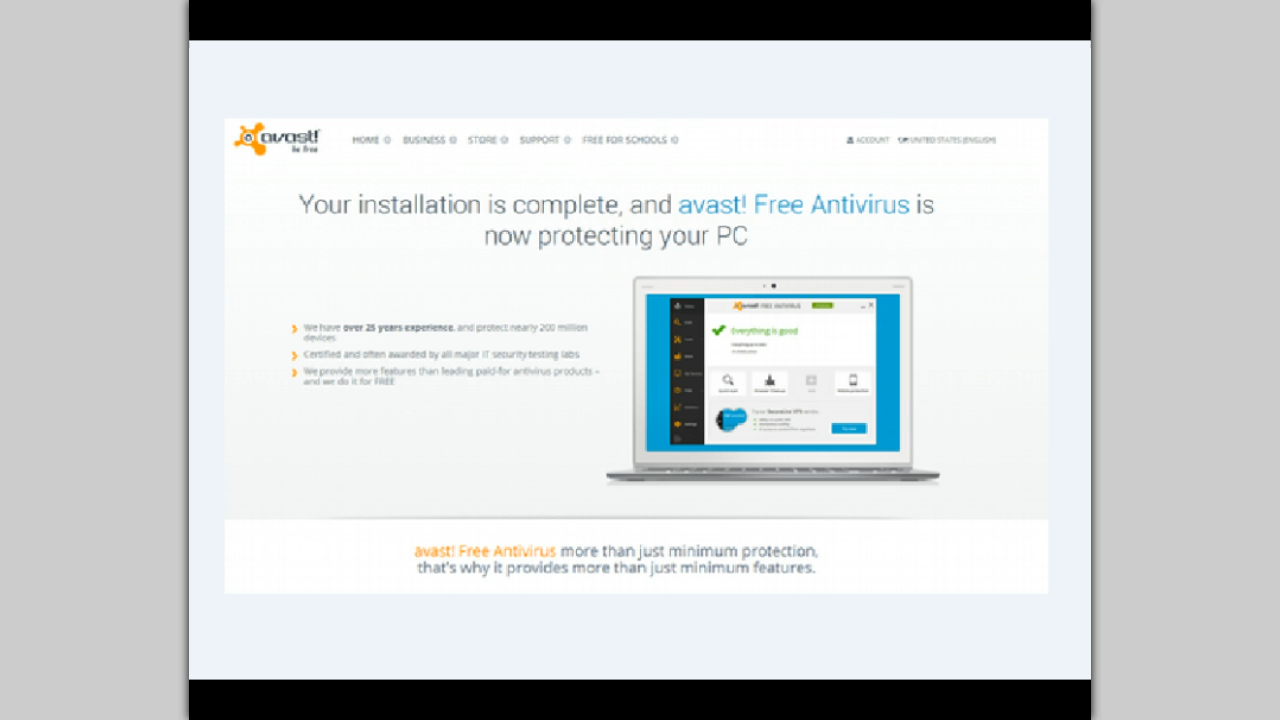 avast!
be free
HOME BUSINESS STORE SUPPORT FREE FOR SCHOOLS
ACCOUNT UNITED STATES (ENGLISH)
Your installation is complete, and avast! Free Antivirus is
now protecting your PC
We have over 25 years experience, and protect nearly 200 million
devices
Certified and often awarded by all major IT security testing labs
We provide more features than leading paid-for antivirus products –
and we do it for FREE
avast! FREE ANTIVIRUS
Everything is good
avast! Free Antivirus more than just minimum protection,
that's why it provides more than just minimum features.